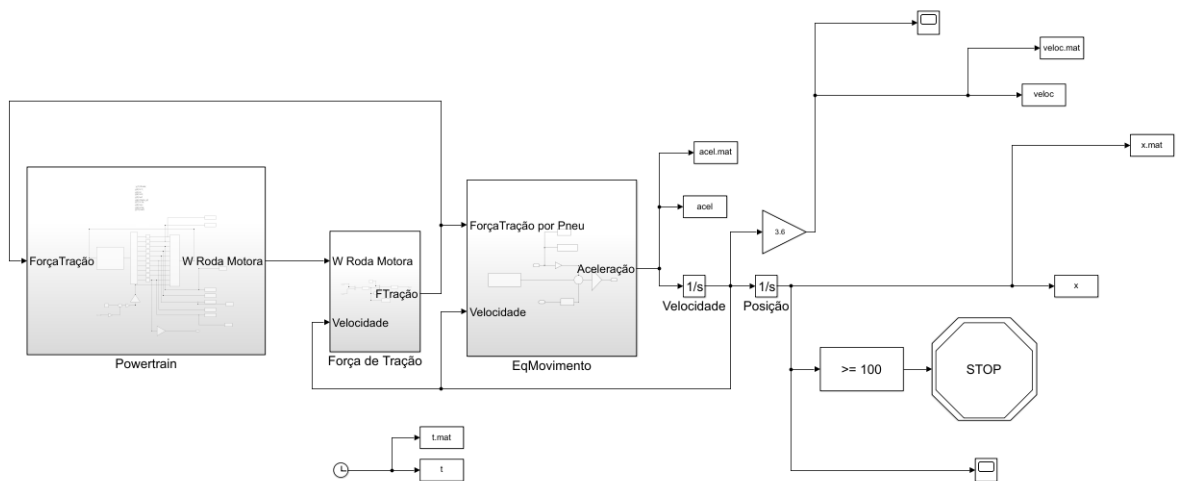 veloc.mat
veloc
x.mat
acel.mat
acel
3.6
ForçaTração
W Roda Motora
Powertrain
W Roda Motora
FTração
Velocidade
Força de Tração
ForçaTração por Pneu
Aceleração
Velocidade
EqMovimento
1/s
Velocidade
1/s
Posição
x
>= 100
STOP
t.mat
t